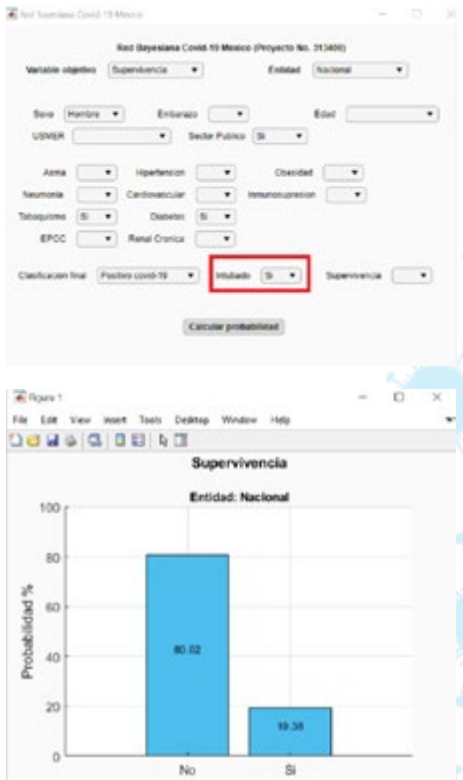 Red Bayesiana Covid-19 Mexico
Red Bayesiana Covid-19 Mexico (Proyecto No. 313400)
Variable objetivo Supervivencia Entidad Nacional
Sexo Hombre Embarazo Edad
USMER Sector Publico Si
Asma Hipertension Obesidad
Neumonia Cardiovascular Inmunosupresion
Tabaquismo Si Diabetes Si
EPOC Renal Cronica
Clasificacion final Positivo covid-19 Intubado Si Supervivencia
Calcular probabilidad
Figure 1
File Edit View Insert Tools Desktop Window Help
Supervivencia
Entidad: Nacional
100
80
60
40
20
0
Probabilidad %
80.62
19.38
No Si